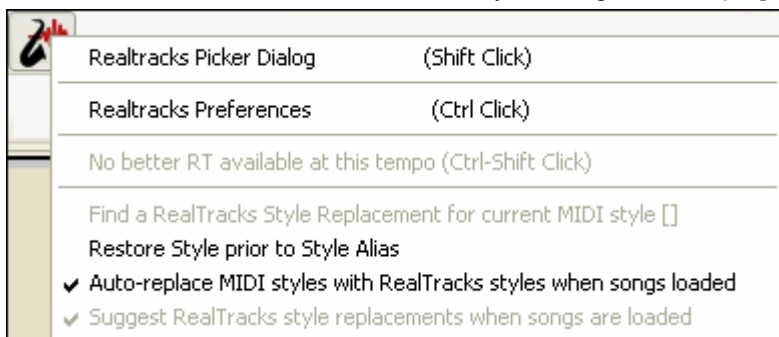 Realtracks Picker Dialog (Shift Click)
Realtracks Preferences (Ctrl Click)
No better RT available at this tempo (Ctrl-Shift Click)
Find a RealTracks Style Replacement for current MIDI style []
Restore Style prior to Style Alias
Auto-replace MIDI styles with RealTracks styles when songs loaded
Suggest RealTracks style replacements when songs are loaded